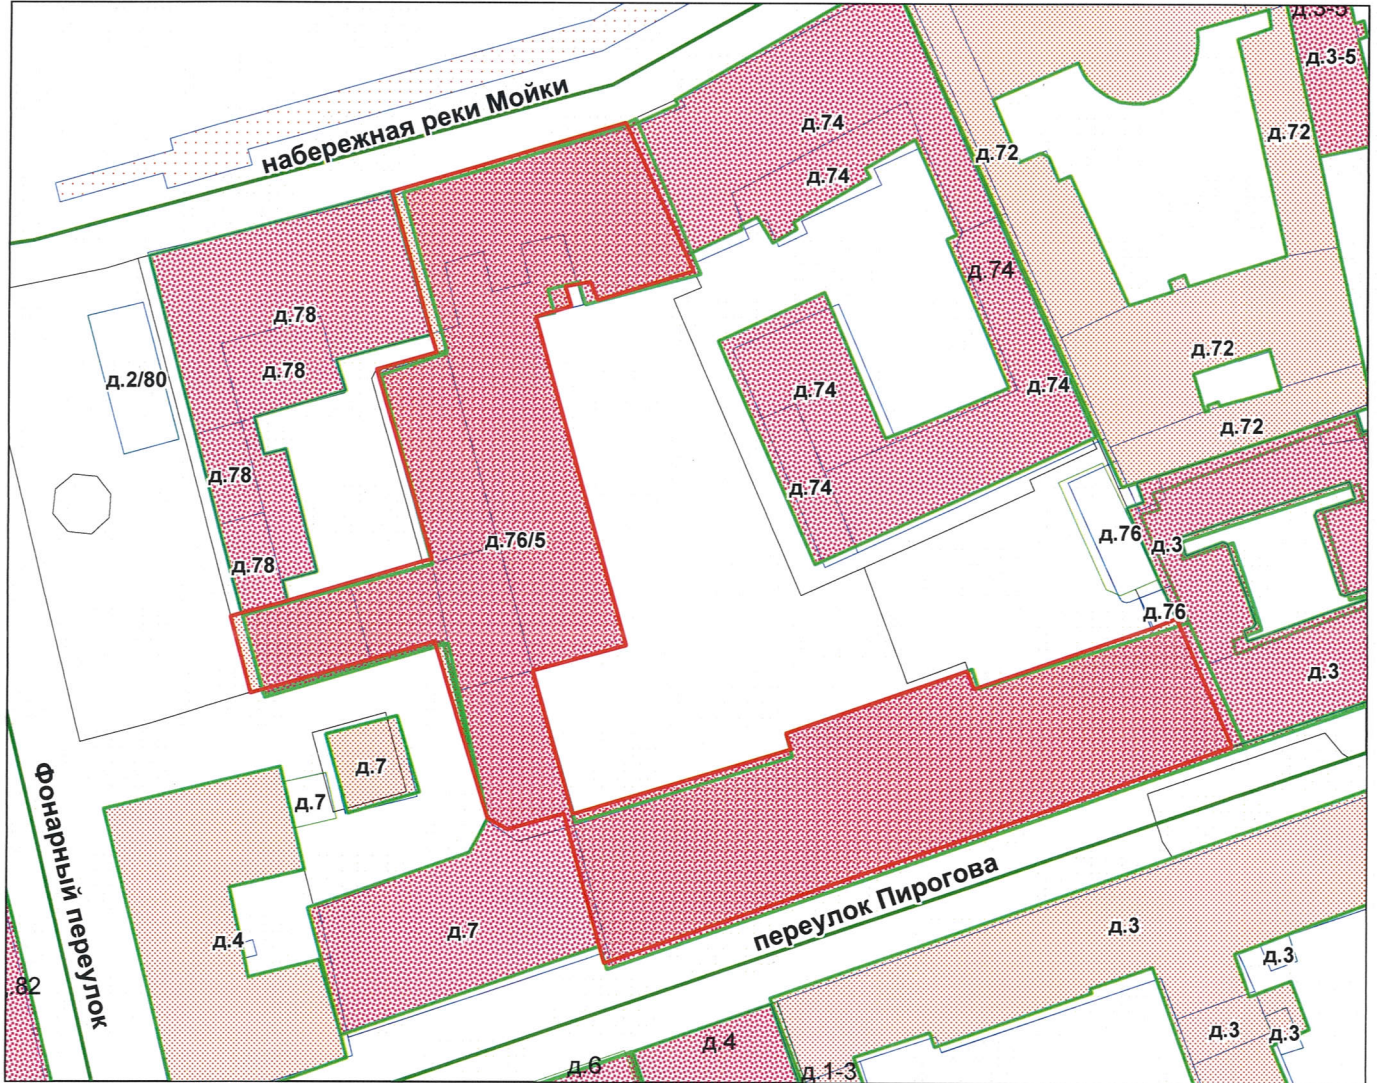 д.3-5
д.3-5
набережная реки Мойки
д.74
д.72
д.72
д.74
д.74
д.78
д.72
д.78
д.2/80
д.74
д.74
д.72
д.78
д.74
д.76/5
д.76
д.3
д.78
д.76
д.3
д.7
д.7
Фонарный переулок
переулок Пирогова
д.4
д.7
д.3
д.3
82
д.3
д.3
д.4
д.6
д.1-3